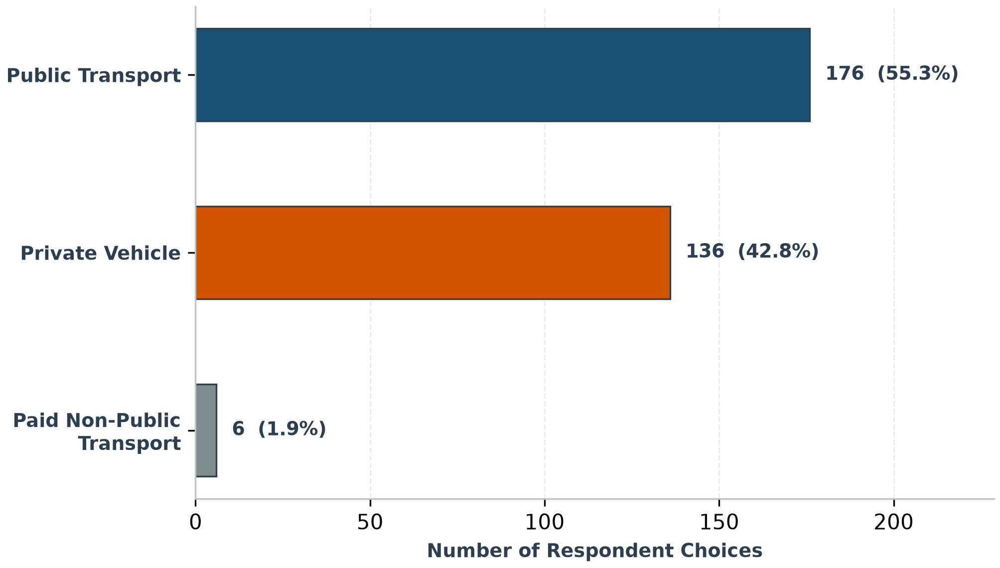 Public Transport
176 (55.3%)
Private Vehicle
136 (42.8%)
Paid Non-Public
Transport
6 (1.9%)
0 50 100 150 200
Number of Respondent Choices